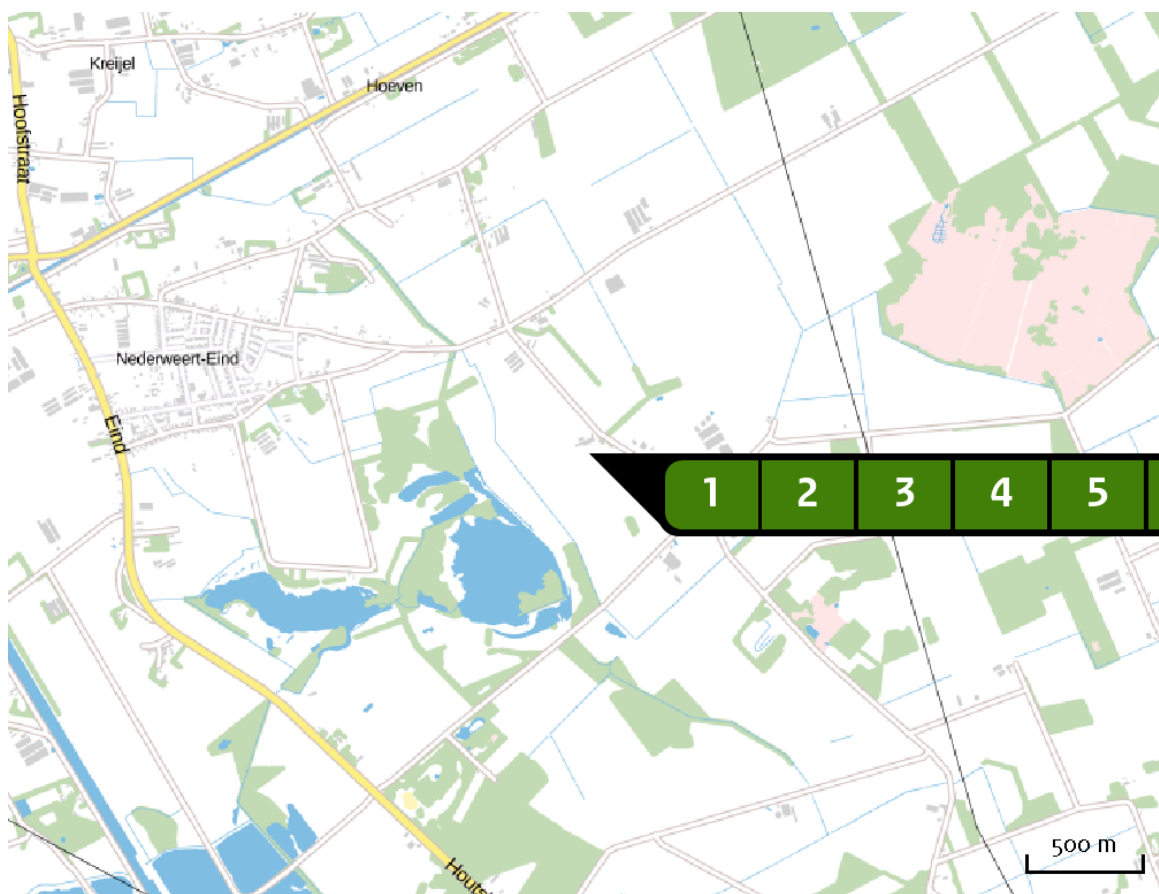 Kreijel
Hoeven
Hoofstraat
Nederweert-Eind
Eind
1 2 3 4 5
500 m